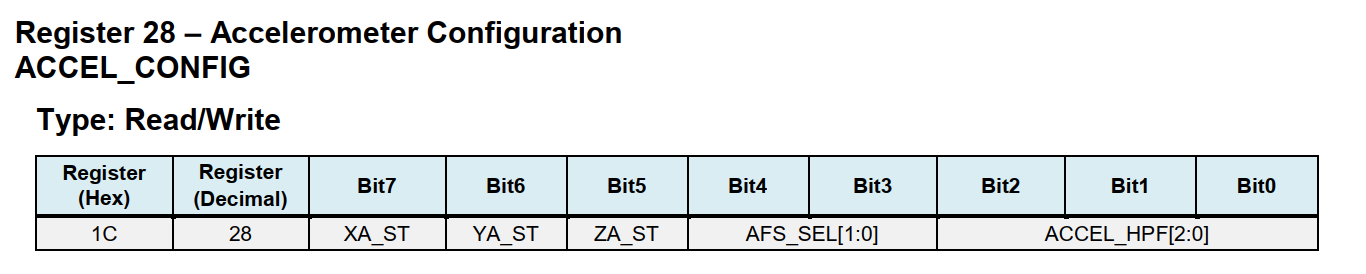 Register 28 – Accelerometer Configuration
ACCEL_CONFIG
Type: Read/Write
Register (Hex) Register (Decimal) Bit7 Bit6 Bit5 Bit4 Bit3 Bit2 Bit1 Bit0
1C 28 XA_ST YA_ST ZA_ST AFS_SEL[1:0] ACCEL_HPF[2:0]